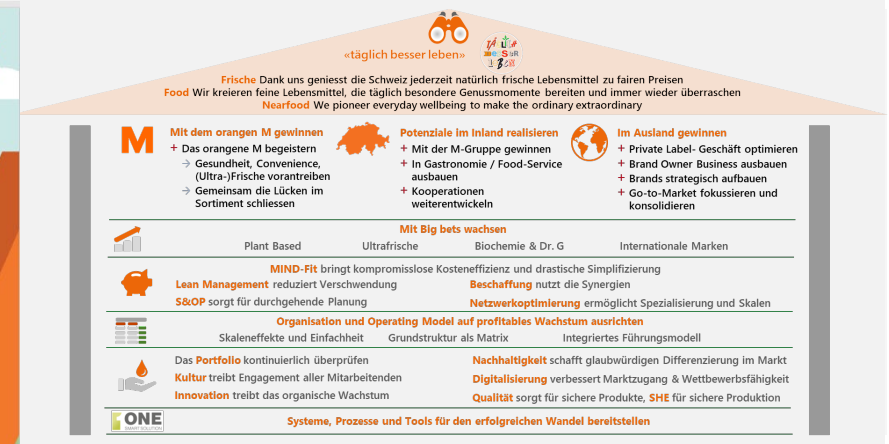 «täglich besser leben»
Frische Dank uns geniesst die Schweiz jederzeit natürlich frische Lebensmittel zu fairen Preisen
Food Wir kreieren feine Lebensmittel, die täglich besondere Genussmomente bereiten und immer wieder überraschen
Nearfood We pioneer everyday wellbeing to make the ordinary extraordinary
M
Mit dem orangen M gewinnen
+ Das orangene M begeistern
→ Gesundheit, Convenience,
(Ultra-)Frische vorantreiben
→ Gemeinsam die Lücken im
Sortiment schliessen
Potenziale im Inland realisieren
+ Mit der M-Gruppe gewinnen
+ In Gastronomie / Food-Service
ausbauen
+ Kooperationen
weiterentwickeln
Im Ausland gewinnen
+ Private Label- Geschäft optimieren
+ Brand Owner Business ausbauen
+ Brands strategisch aufbauen
+ Go-to-Market fokussieren und
konsolidieren
Mit Big bets wachsen
Plant Based Ultrafrische Biochemie & Dr. G Internationale Marken
MIND-Fit bringt kompromisslose Kosteneffizienz und drastische Simplifizierung
Lean Management reduziert Verschwendung Beschaffung nutzt die Synergien
S&OP sorgt für durchgehende Planung Netzwerkoptimierung ermöglicht Spezialisierung und Skalen
Organisation und Operating Model auf profitables Wachstum ausrichten
Skaleneffekte und Einfachheit Grundstruktur als Matrix Integriertes Führungsmodell
Das Portfolio kontinuierlich überprüfen Nachhaltigkeit schafft glaubwürdigen Differenzierung im Markt
Kultur treibt Engagement aller Mitarbeitenden Digitalisierung verbessert Marktzugang & Wettbewerbsfähigkeit
Innovation treibt das organische Wachstum Qualität sorgt für sichere Produkte, SHE für sichere Produktion
ONE
SMART SOLUTION
Systeme, Prozesse und Tools für den erfolgreichen Wandel bereitstellen